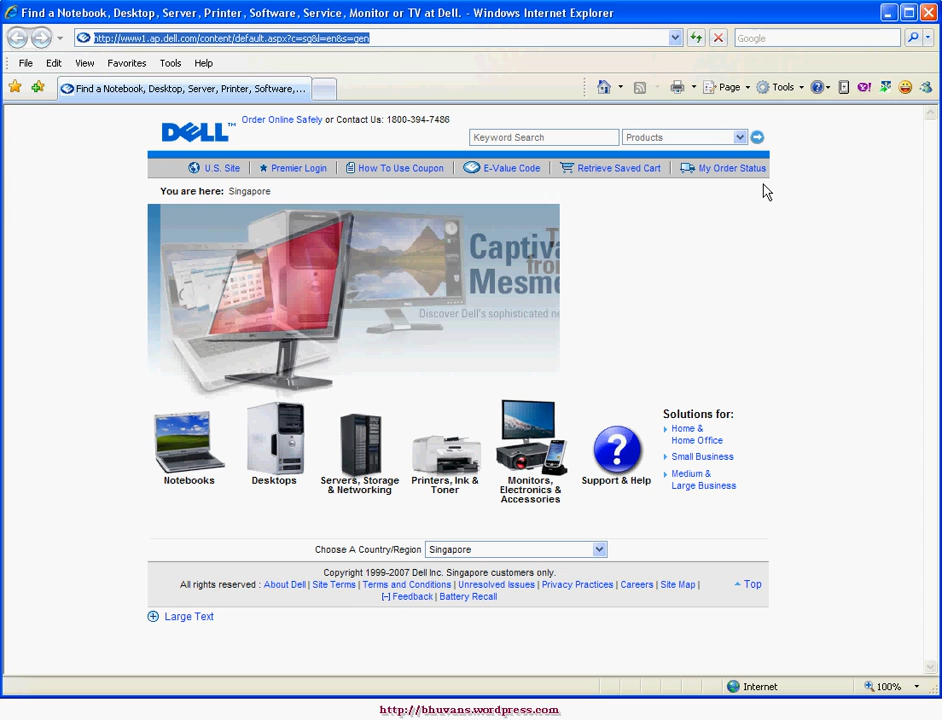 Find a Notebook, Desktop, Server, Printer, Software, Service, Monitor or TV at Dell. - Windows Internet Explorer
http://www1.ap.dell.com/content/default.aspx?c=sg&l=en&s=gen
Google
File Edit View Favorites Tools Help
Find a Notebook, Desktop, Server, Printer, Software,...
Page Tools
DELL™
Order Online Safely or Contact Us: 1800-394-7486
Keyword Search Products
U.S. Site Premier Login How To Use Coupon E-Value Code Retrieve Saved Cart My Order Status
You are here: Singapore
Captiva
from
Mesme
Discover Dell's sophisticated
Notebooks
Desktops
Servers, Storage
& Networking
Printers, Ink &
Toner
Monitors,
Electronics &
Accessories
Support & Help
Solutions for:
Home &
Home Office
Small Business
Medium &
Large Business
Choose A Country/Region Singapore
Copyright 1999-2007 Dell Inc. Singapore customers only.
All rights reserved : About Dell | Site Terms | Terms and Conditions | Unresolved Issues | Privacy Practices | Careers | Site Map |
[–] Feedback | Battery Recall
Top
Large Text
Internet 100%
http://bhuvans.wordpress.com